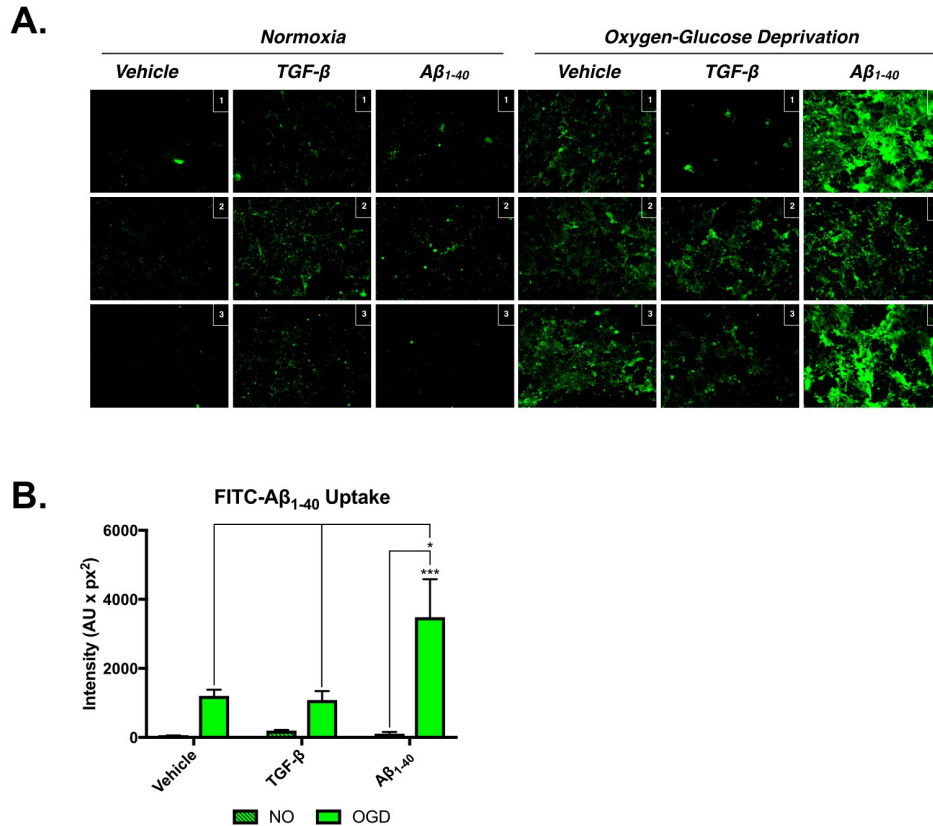 A.
Normoxia Oxygen-Glucose Deprivation
Vehicle TGF-β Aβ1-40 Vehicle TGF-β Aβ1-40
1 1 1 1 1
2 2 2 2 2
3 3 3 3 3
B.
FITC-Aβ1-40 Uptake
6000
4000
2000
0
Intensity (AU x px²)
*
***
Vehicle TGF-β Aβ1-40
NO OGD